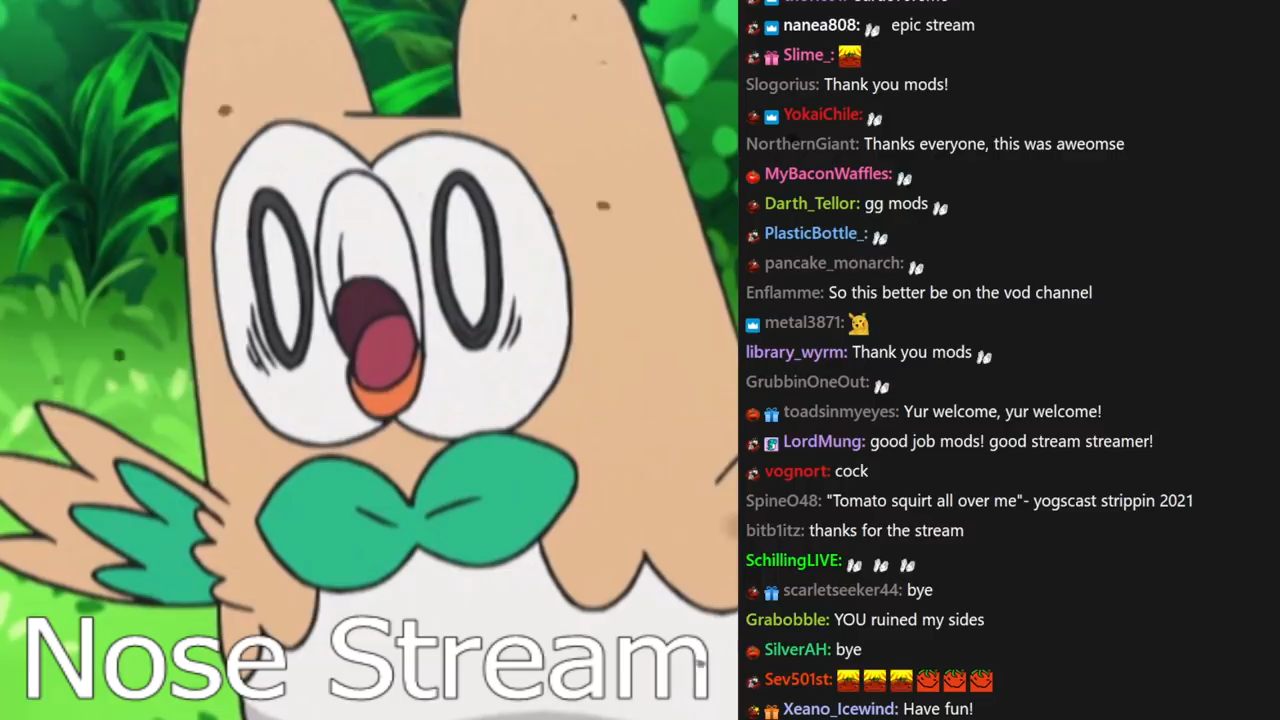 nanea808: epic stream
Slime_:
Slogorius: Thank you mods!
YokaiChile:
NorthernGiant: Thanks everyone, this was aweomse
MyBaconWaffles:
Darth_Tellor: gg mods
PlasticBottle_:
pancake_monarch:
Enflamme: So this better be on the vod channel
metal3871:
library_wyrm: Thank you mods
GrubbinOneOut:
toadsinmyeyes: Yur welcome, yur welcome!
LordMung: good job mods! good stream streamer!
vognort: cock
SpineO48: "Tomato squirt all over me"- yogscast strippin 2021
bitb1itz: thanks for the stream
SchillingLIVE:
scarletseeker44: bye
Grabobble: YOU ruined my sides
SilverAH: bye
Sev501st:
Xeano_Icewind: Have fun!
Nose Stream